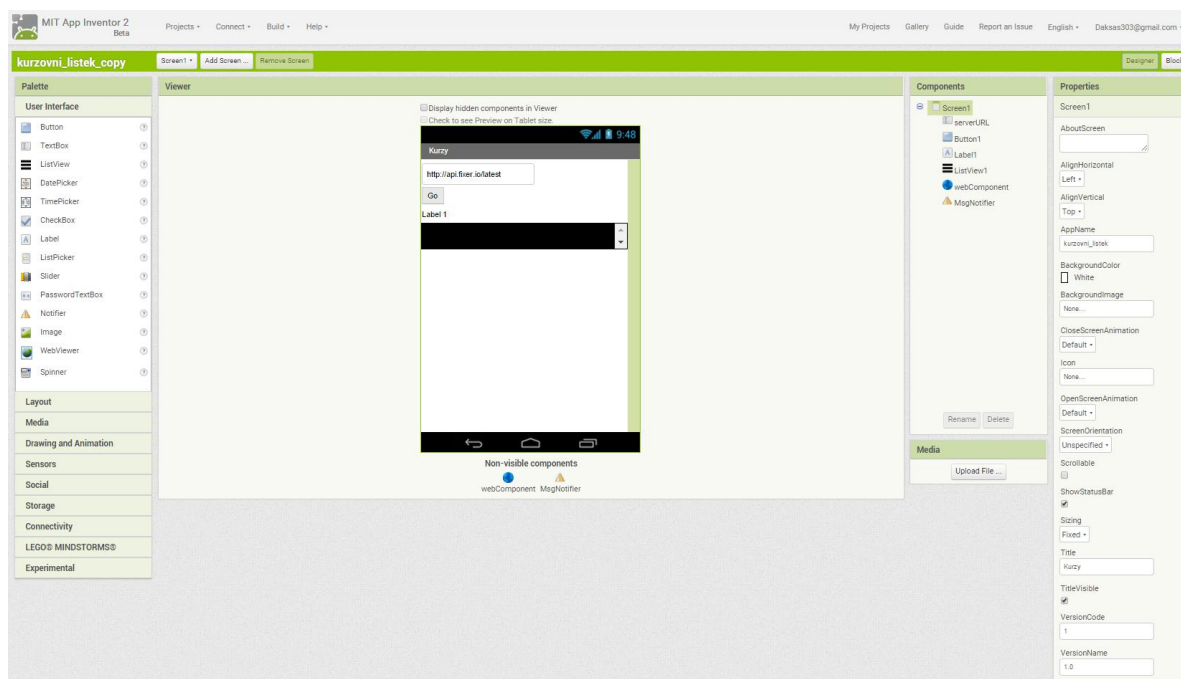 MIT App Inventor 2
Beta
Projects Connect Build Help
My Projects Gallery Guide Report an Issue English Daksas303@gmail.com
kurzovni_listek_copy
Screen1 Add Screen ... Remove Screen
Designer Block
Palette
User Interface
Button
TextBox
ListView
DatePicker
TimePicker
CheckBox
Label
ListPicker
Slider
PasswordTextBox
Notifier
Image
WebViewer
Spinner
Layout
Media
Drawing and Animation
Sensors
Social
Storage
Connectivity
LEGO® MINDSTORMS®
Experimental
Viewer
Display hidden components in Viewer
Check to see Preview on Tablet size.
9:48
Kurzy
http://api.fixer.io/latest
Go
Label 1
Non-visible components
webComponent MsgNotifier
Components
Screen1
serverURL
Button1
Label1
ListView1
webComponent
MsgNotifier
Rename Delete
Media
Upload File ...
Properties
Screen1
AboutScreen
AlignHorizontal
Left
AlignVertical
Top
AppName
kurzovni_listek
BackgroundColor
White
BackgroundImage
None...
CloseScreenAnimation
Default
Icon
None...
OpenScreenAnimation
Default
ScreenOrientation
Unspecified
Scrollable
ShowStatusBar
Sizing
Fixed
Title
Kurzy
TitleVisible
VersionCode
1
VersionName
1.0